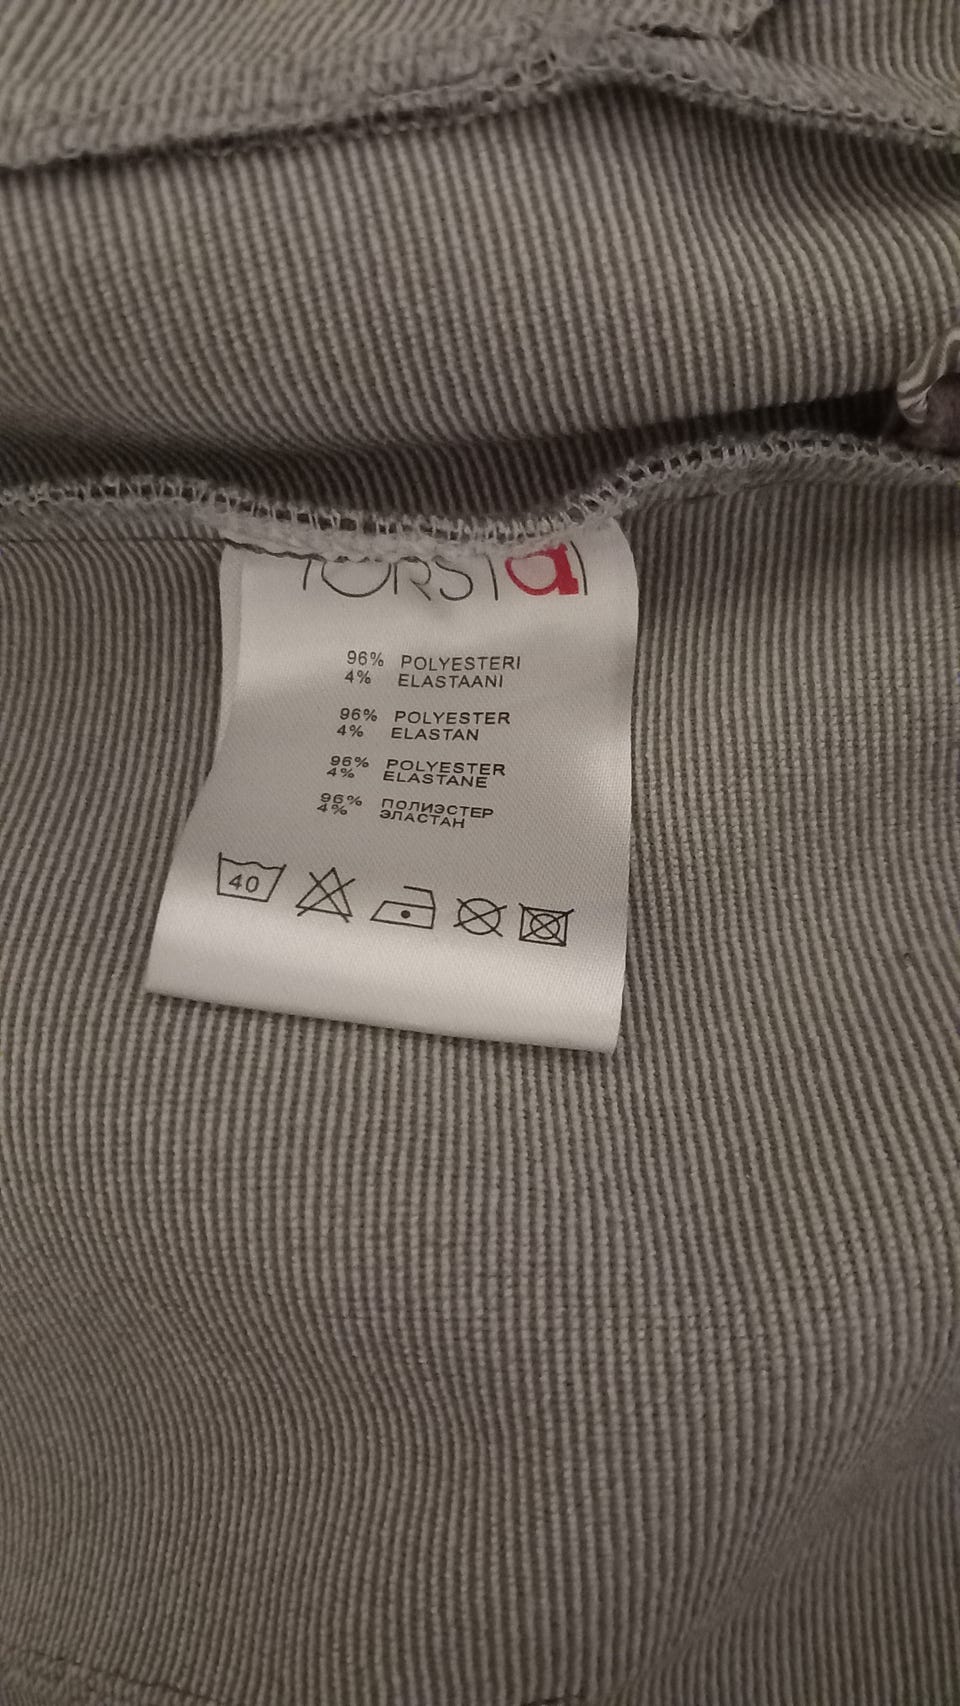 TORSTAI
96% POLYESTERI
4% ELASTAANI
96% POLYESTER
4% ELASTAN
96% POLYESTER
4% ELASTANE
96% ПОЛИЭСТЕР
4% ЭЛАСТАН
40